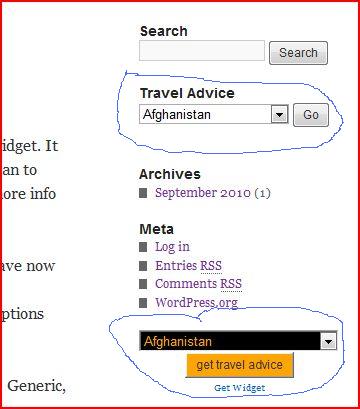 Search
Search
Travel Advice
Afghanistan Go
idget. It
an to
ore info
Archives
September 2010 (1)
Meta
Log in
ave now
Entries RSS
Comments RSS
ptions
WordPress.org
Afghanistan
get travel advice
Generic,
Get Widget